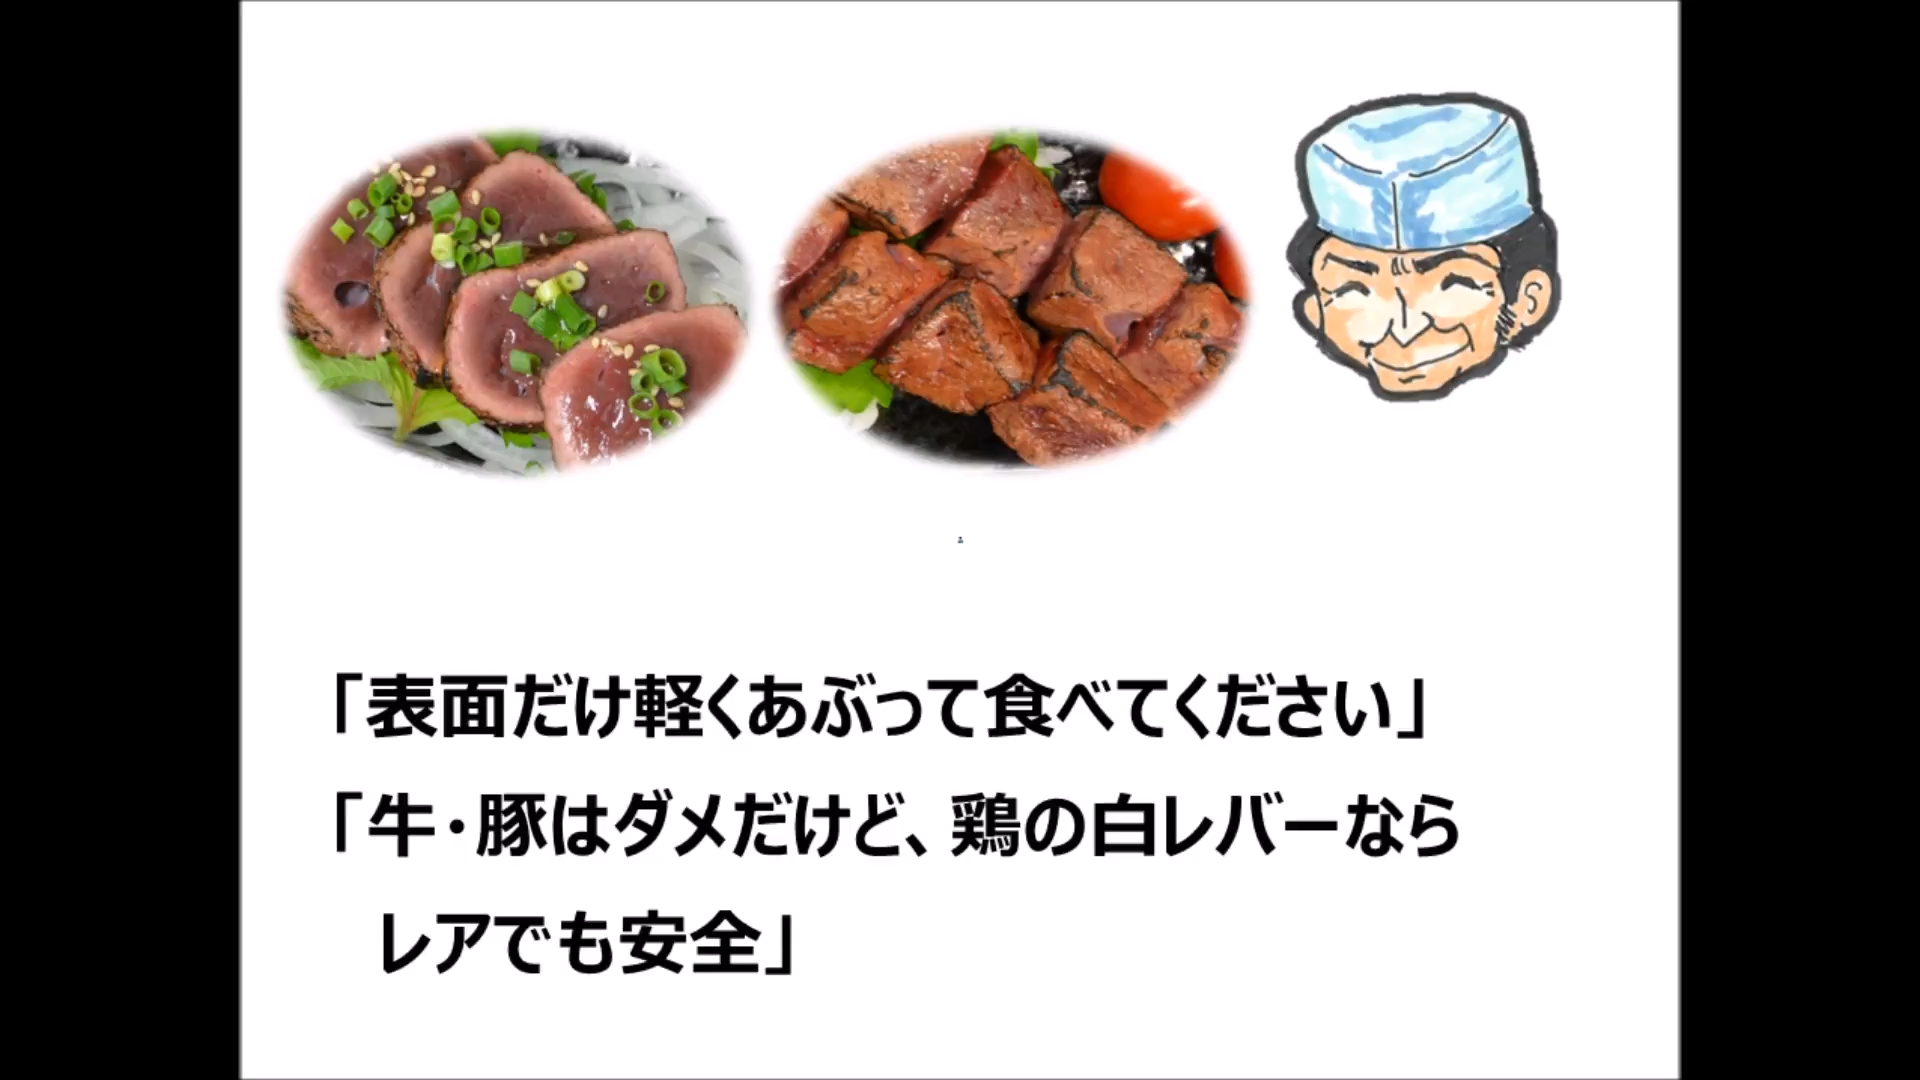 「表面だけ軽くあぶって食べてください」
「牛・豚はダメだけど、鶏の白レバーなら
レアでも安全」